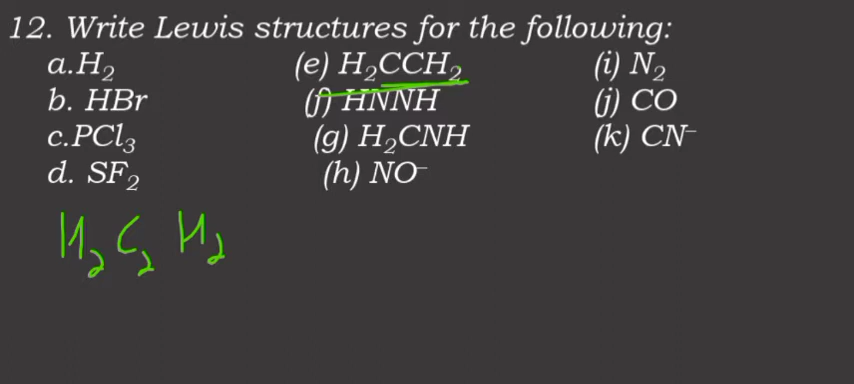 12. Write Lewis structures for the following:
a.H₂ (e) H₂CCH₂ (i) N₂
b. HBr (f) HNNH (j) CO
c.PCl₃ (g) H₂CNH (k) CN⁻
d. SF₂ (h) NO⁻
H₂C₂H₂